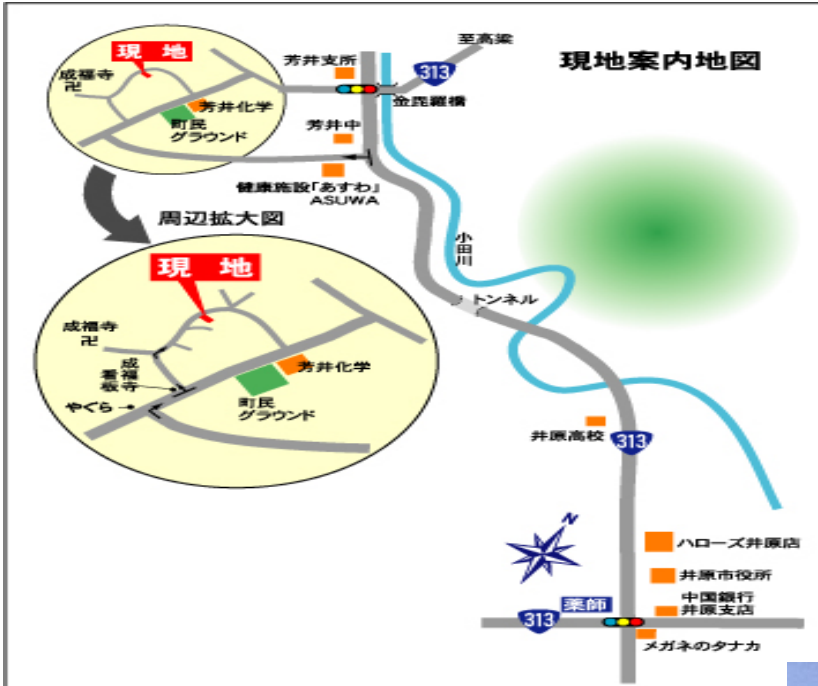 現地案内地図
至高梁
313
芳井支所
金毘羅橋
現地
成福寺
卍
芳井化学
町民
グラウンド
芳井中
健康施設「あすわ」
ASUWA
周辺拡大図
小田川
トンネル
現地
成福寺
卍
成福寺
看板
芳井化学
町民
グラウンド
やぐら
井原高校
313
N
ハローズ井原店
井原市役所
中国銀行
井原支店
薬師
313
メガネのタナカ